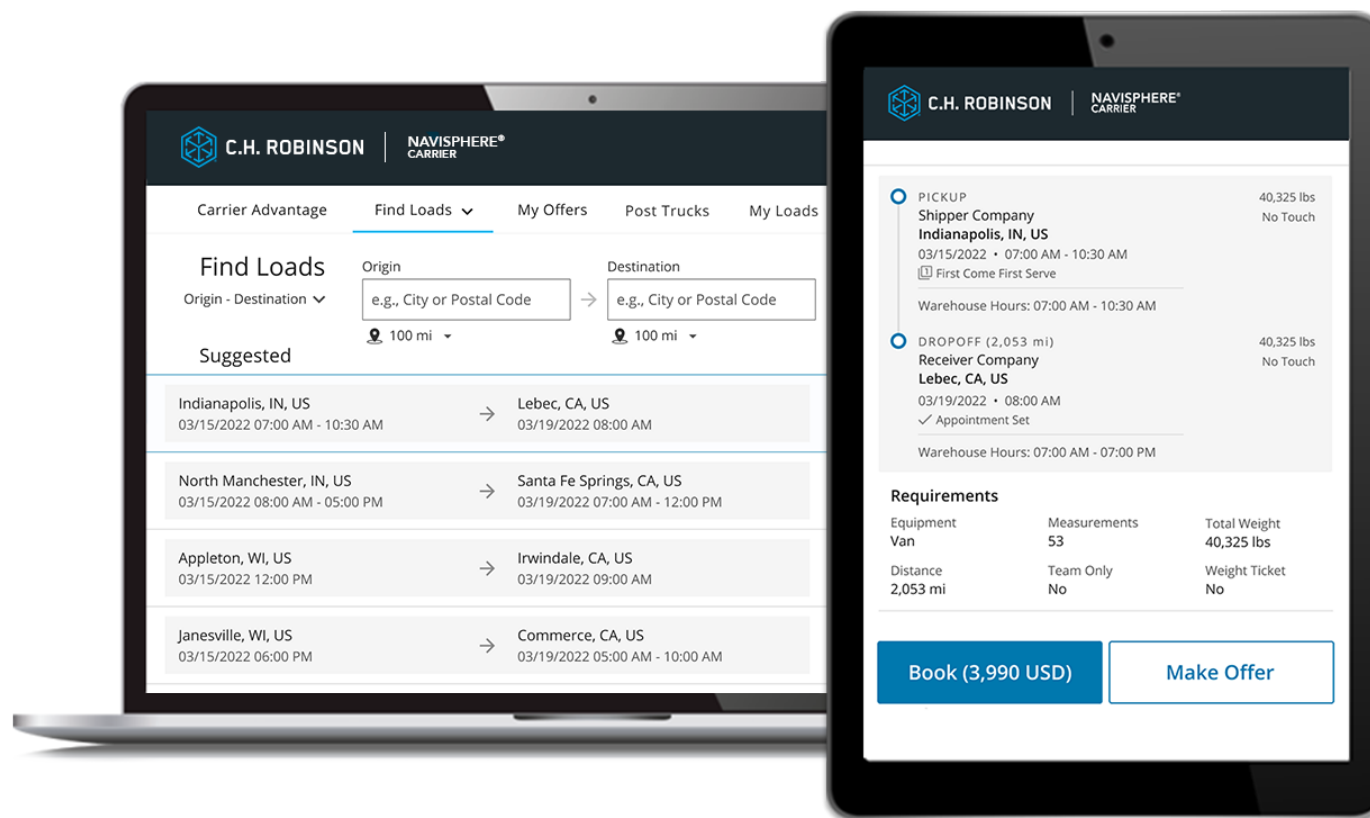 C.H. ROBINSON
NAVISPHERE®
CARRIER
Carrier Advantage Find Loads My Offers Post Trucks My Loads
Find Loads
Origin - Destination
Origin
e.g., City or Postal Code
100 mi
Destination
e.g., City or Postal Code
100 mi
Suggested
Indianapolis, IN, US
03/15/2022 07:00 AM - 10:30 AM
Lebec, CA, US
03/19/2022 08:00 AM
North Manchester, IN, US
03/15/2022 08:00 AM - 05:00 PM
Santa Fe Springs, CA, US
03/19/2022 07:00 AM - 12:00 PM
Appleton, WI, US
03/15/2022 12:00 PM
Irwindale, CA, US
03/19/2022 09:00 AM
Janesville, WI, US
03/15/2022 06:00 PM
Commerce, CA, US
03/19/2022 05:00 AM - 10:00 AM
C.H. ROBINSON
NAVISPHERE®
CARRIER
PICKUP 40,325 lbs
Shipper Company No Touch
Indianapolis, IN, US
03/15/2022 • 07:00 AM - 10:30 AM
1 First Come First Serve
Warehouse Hours: 07:00 AM - 10:30 AM
DROPOFF (2,053 mi) 40,325 lbs
Receiver Company No Touch
Lebec, CA, US
03/19/2022 • 08:00 AM
Appointment Set
Warehouse Hours: 07:00 AM - 07:00 PM
Requirements
Equipment Measurements Total Weight
Van 53 40,325 lbs
Distance Team Only Weight Ticket
2,053 mi No No
Book (3,990 USD) Make Offer